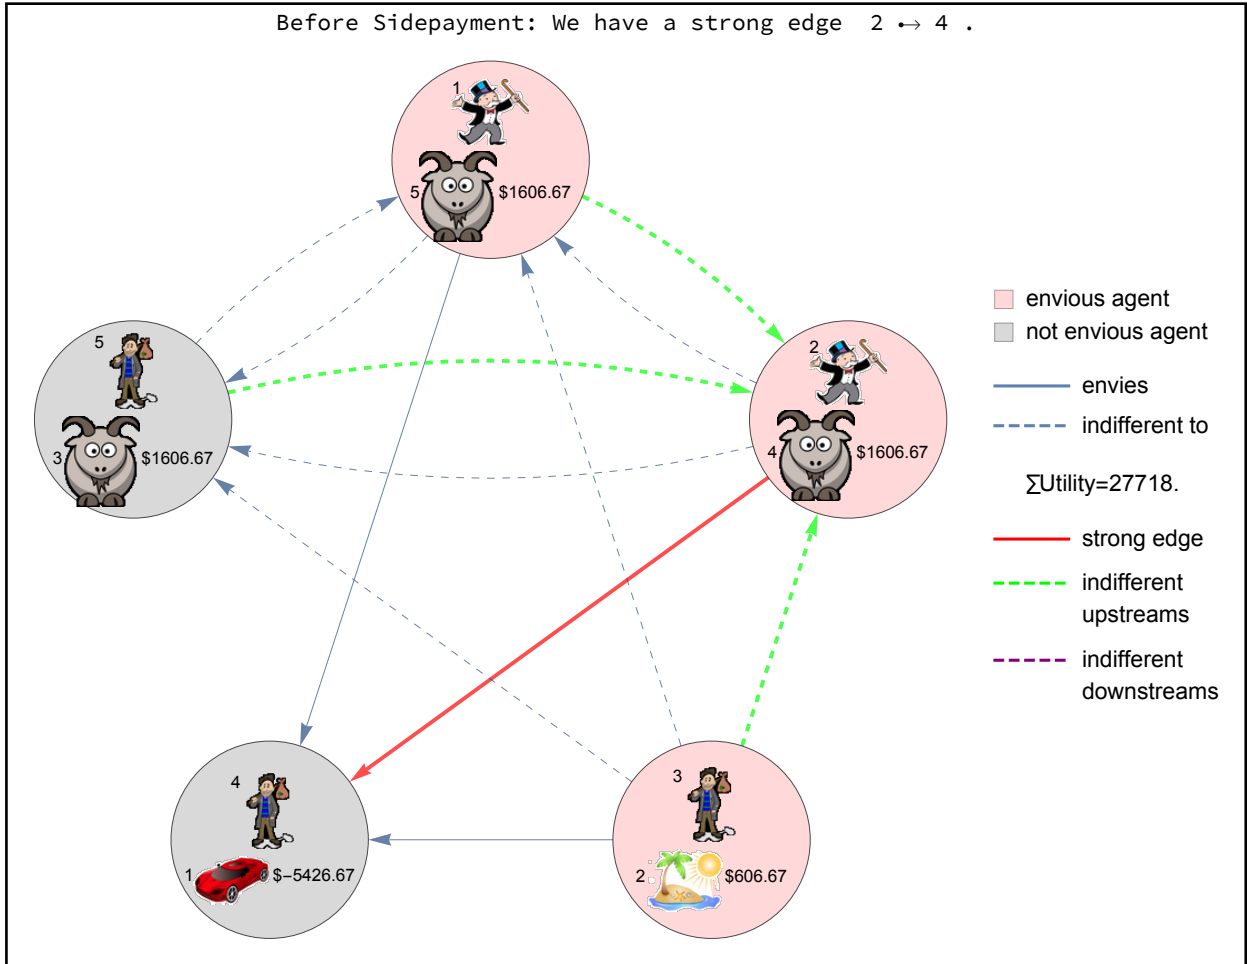 Before Sidepayment: We have a strong edge 2 ↔ 4 .
1
5 $1606.67
5
3 $1606.67
2
4 $1606.67
4
1 $−5426.67
3
2 $606.67
envious agent
not envious agent
envies
indifferent to
∑Utility=27718.
strong edge
indifferent
upstreams
indifferent
downstreams